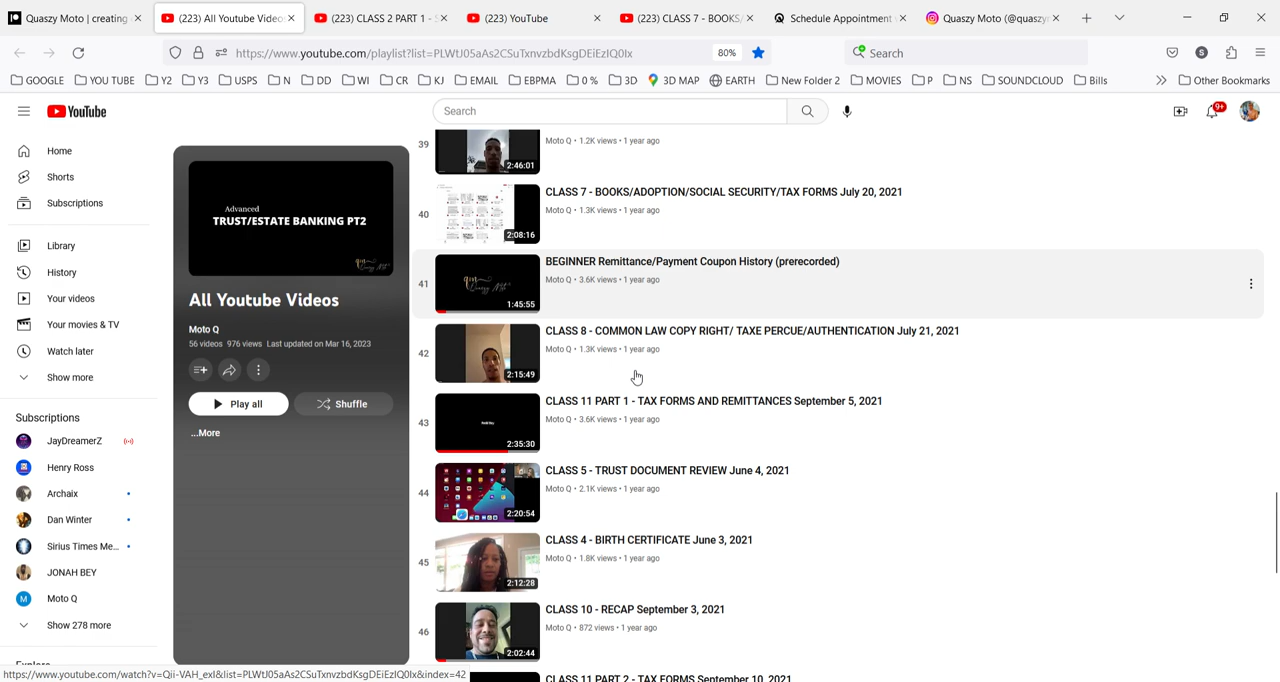 Quaszy Moto | creating
(223) All Youtube Video
(223) CLASS 2 PART 1 - S
(223) YouTube
(223) CLASS 7 - BOOKS/
Schedule Appointment
Instagram
Quaszy Moto (@quaszy
https://www.youtube.com/playlist?list=PLWtJ05aAs2CSuTxnvzbdKsgDEiEzIQ0Ix
80%
Search
GOOGLE
YOU TUBE
Y2
Y3
USPS
N
DD
WI
CR
KJ
EMAIL
EBPMA
0 %
3D
3D MAP
EARTH
New Folder 2
MOVIES
P
NS
SOUNDCLOUD
Bills
Other Bookmarks
YouTube
Search
9+
Home
Shorts
Subscriptions
Library
History
Your videos
Your movies & TV
Watch later
Show more
Subscriptions
JayDreamerZ
Henry Ross
Archaix
Dan Winter
Sirius Times Me...
JONAH BEY
M
Moto Q
Show 278 more
Explore
Advanced
TRUST/ESTATE BANKING PT2
All Youtube Videos
Moto Q
56 videos 976 views Last updated on Mar 16, 2023
Play all
Shuffle
...More
39
2:46:01
Moto Q • 1.2K views • 1 year ago
40
2:08:16
CLASS 7 - BOOKS/ADOPTION/SOCIAL SECURITY/TAX FORMS July 20, 2021
Moto Q • 1.3K views • 1 year ago
41
1:45:55
BEGINNER Remittance/Payment Coupon History (prerecorded)
Moto Q • 3.6K views • 1 year ago
42
2:15:49
CLASS 8 - COMMON LAW COPY RIGHT/ TAXE PERCUE/AUTHENTICATION July 21, 2021
Moto Q • 1.3K views • 1 year ago
43
2:35:30
CLASS 11 PART 1 - TAX FORMS AND REMITTANCES September 5, 2021
Moto Q • 3.6K views • 1 year ago
44
2:20:54
CLASS 5 - TRUST DOCUMENT REVIEW June 4, 2021
Moto Q • 2.1K views • 1 year ago
45
2:12:28
CLASS 4 - BIRTH CERTIFICATE June 3, 2021
Moto Q • 1.8K views • 1 year ago
46
2:02:44
CLASS 10 - RECAP September 3, 2021
Moto Q • 872 views • 1 year ago
CLASS 11 PART 2 - TAX FORMS September 10, 2021
https://www.youtube.com/watch?v=Qii-VAH_exI&list=PLWtJ05aAs2CSuTxnvzbdKsgDEiEzIQ0Ix&index=42